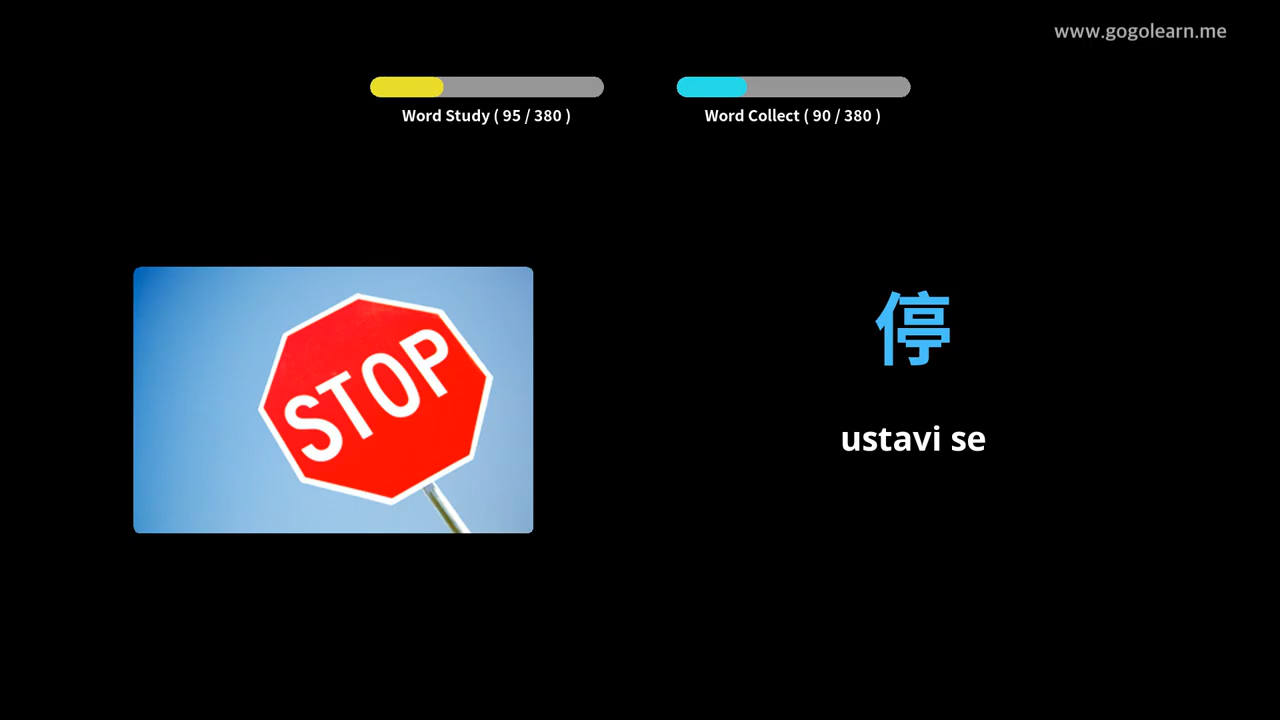 www.gogolearn.me
Word Study ( 95 / 380 )
Word Collect ( 90 / 380 )
STOP
停
ustavi se